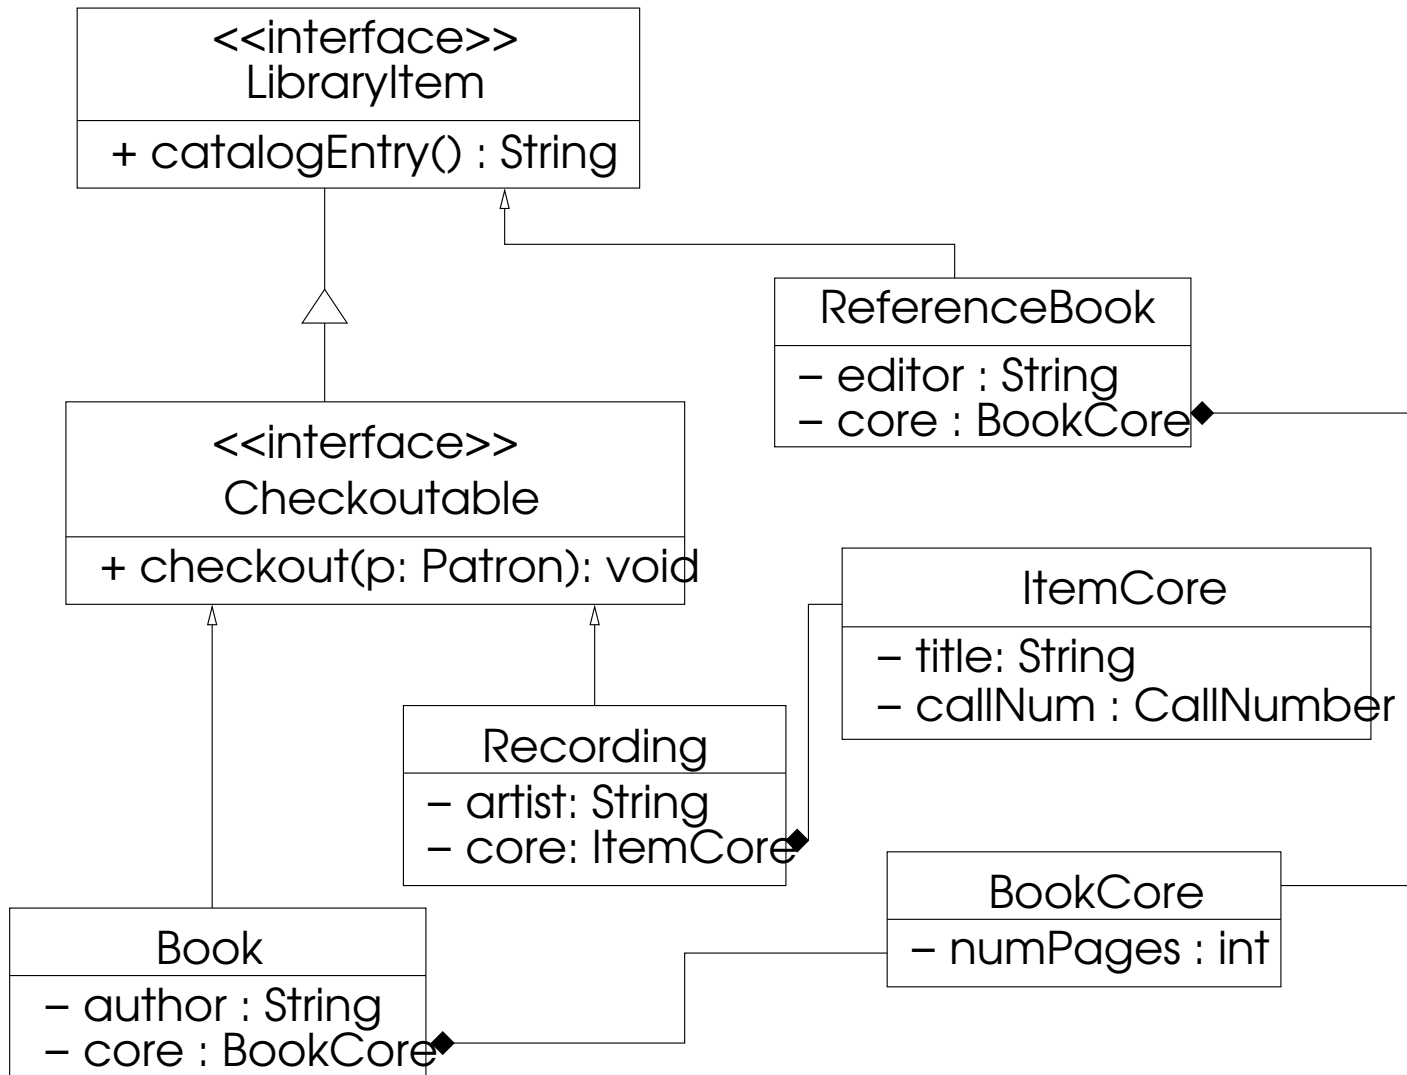 <<interface>>
LibraryItem
+ catalogEntry() : String
ReferenceBook
– editor : String
– core : BookCore
<<interface>>
Checkoutable
+ checkout(p: Patron): void
ItemCore
– title: String
– callNum : CallNumber
Recording
– artist: String
– core: ItemCore
BookCore
– numPages : int
Book
– author : String
– core : BookCore